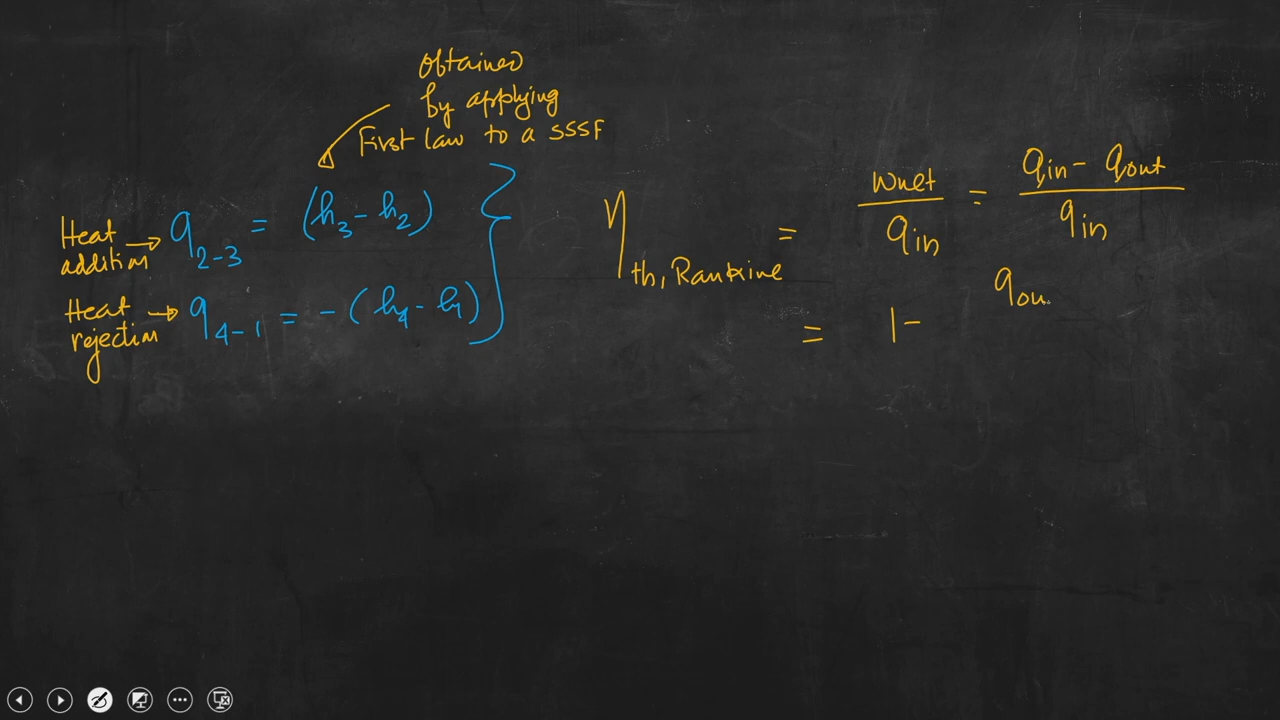 obtained
by applying
First law to a SSSF
Heat addition → q2-3 = (h3 - h2)
Heat rejection → q4-1 = - (h4 - h1)
η th, Rankine = wnet / qin = qin - qout / qin
= 1 - qou